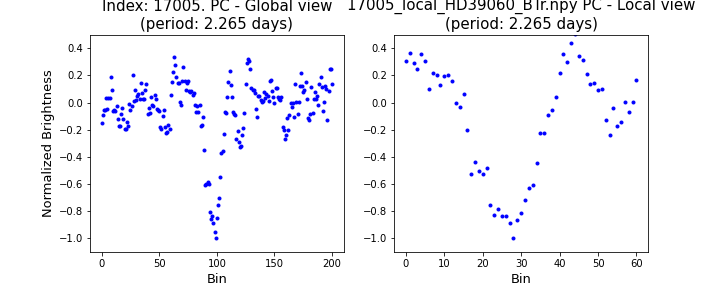 Index: 17005. PC - Global view
(period: 2.265 days)
17005_local_HD39060_BTr.npy PC - Local view
(period: 2.265 days)
Normalized Brightness
0.4
0.2
0.0
−0.2
−0.4
−0.6
−0.8
−1.0
0 50 100 150 200
Bin
0.4
0.2
0.0
−0.2
−0.4
−0.6
−0.8
−1.0
0 10 20 30 40 50 60
Bin